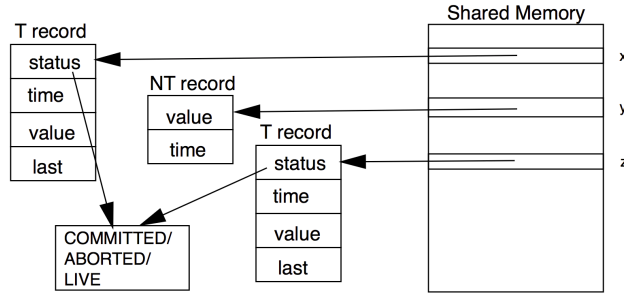 Shared Memory
T record
status
time
value
last
NT record
value
time
T record
status
time
value
last
x
y
z
COMMITTED/
ABORTED/
LIVE